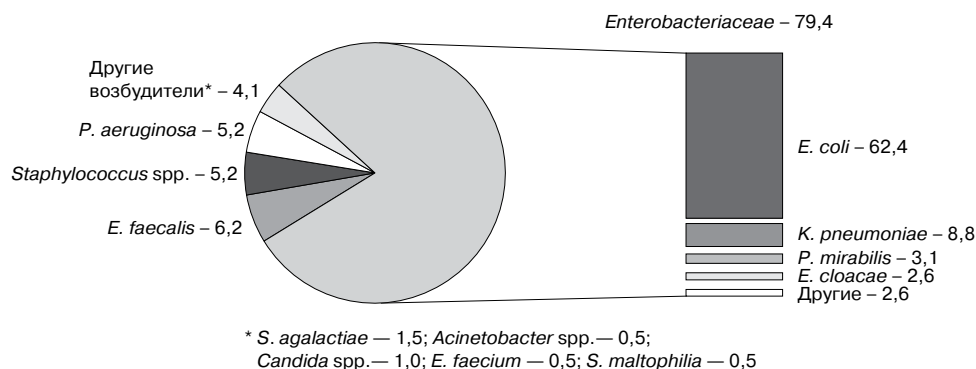 Enterobacteriaceae – 79,4
Другие
возбудители* – 4,1
P. aeruginosa – 5,2
Staphylococcus spp. – 5,2
E. faecalis – 6,2
E. coli – 62,4
K. pneumoniae – 8,8
P. mirabilis – 3,1
E. cloacae – 2,6
Другие – 2,6
* S. agalactiae — 1,5; Acinetobacter spp.— 0,5;
Candida spp.— 1,0; E. faecium — 0,5; S. maltophilia — 0,5